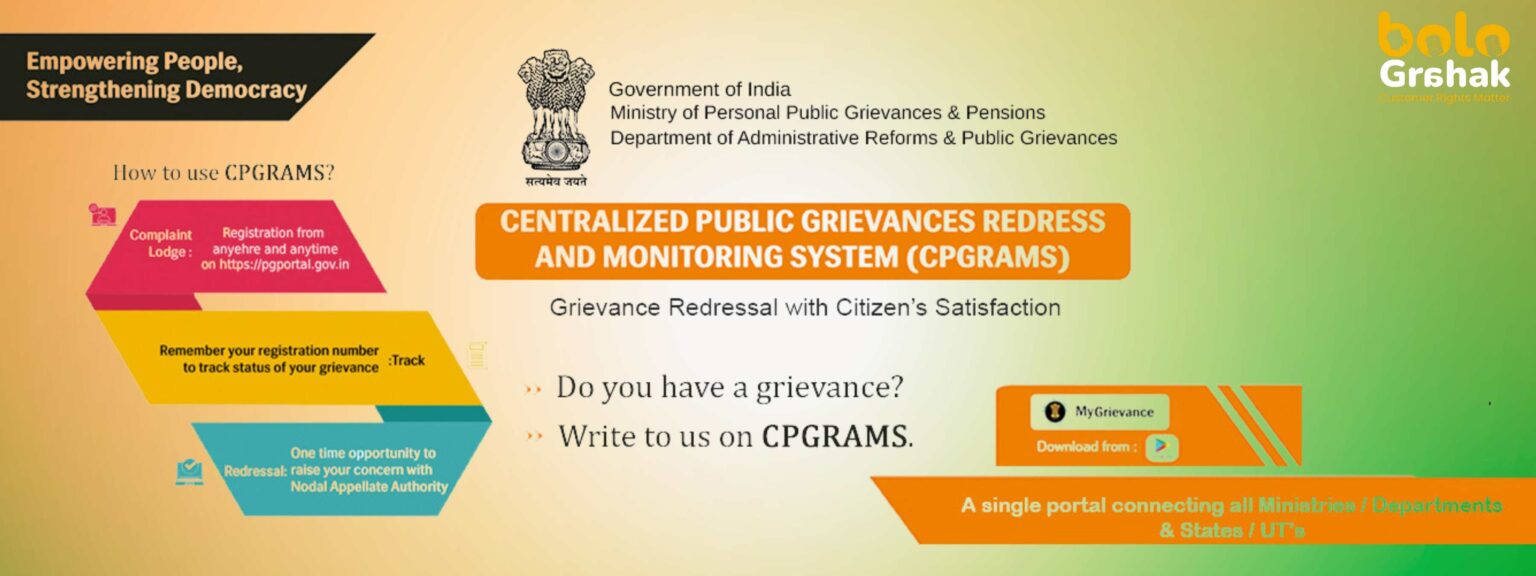 Empowering People,
Strengthening Democracy
bolo
Grahak
Customer Rights Matter
सत्यमेव जयते
Government of India
Ministry of Personal Public Grievances & Pensions
Department of Administrative Reforms & Public Grievances
How to use CPGRAMS?
Complaint
Lodge :
Registration from
anyehre and anytime
on https://pgportal.gov.in
Remember your registration number
to track status of your grievance
:Track
Redressal:
One time opportunity to
raise your concern with
Nodal Appellate Authority
CENTRALIZED PUBLIC GRIEVANCES REDRESS
AND MONITORING SYSTEM (CPGRAMS)
Grievance Redressal with Citizen’s Satisfaction
›› Do you have a grievance?
›› Write to us on CPGRAMS.
MyGrievance
Download from :
A single portal connecting all Ministries / Departments
& States / UT's